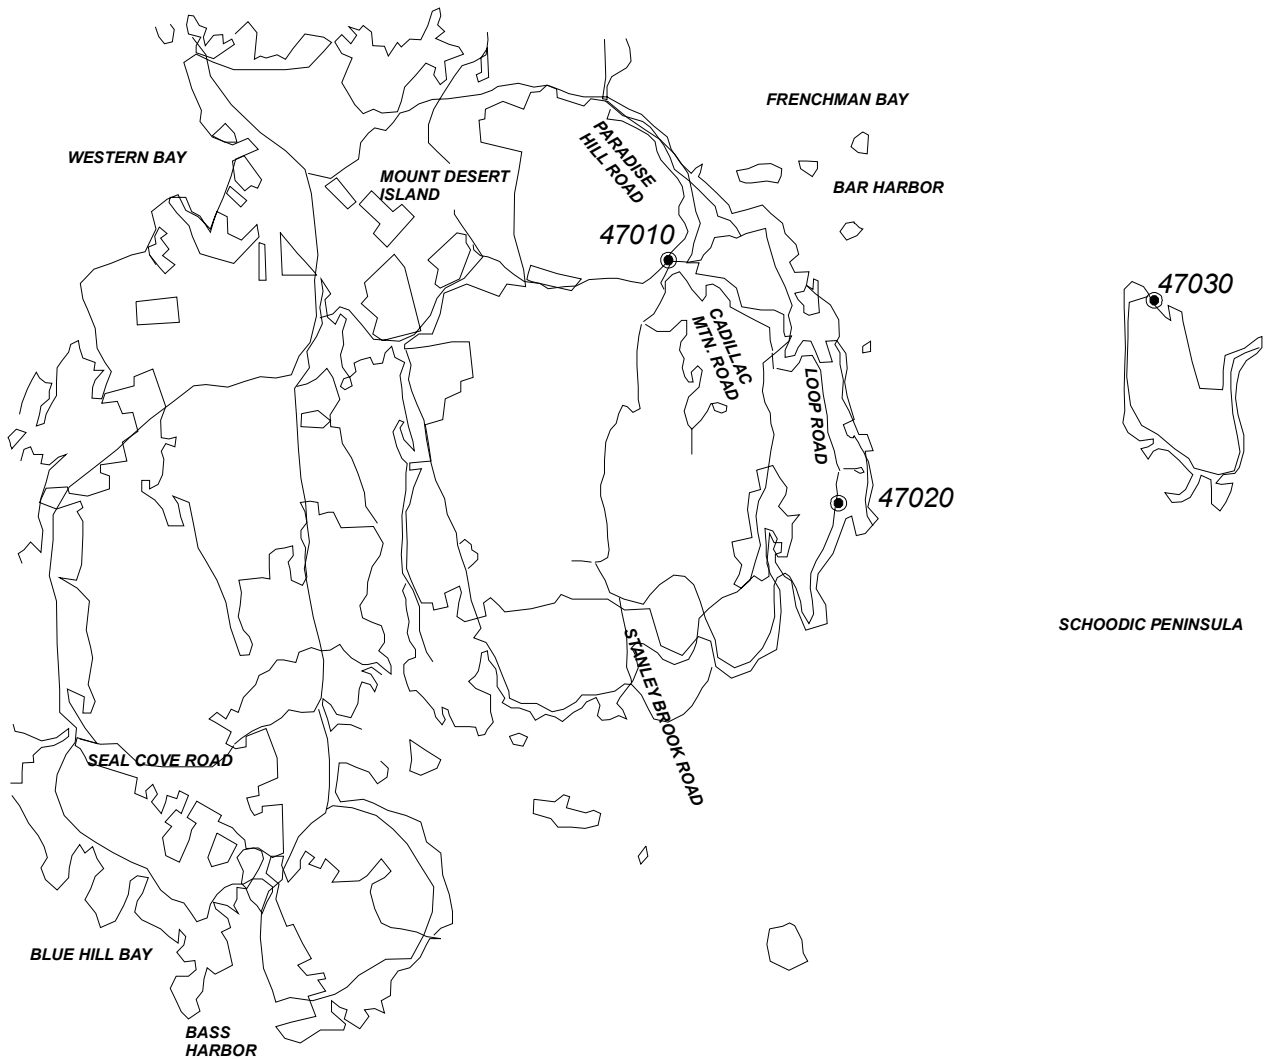 FRENCHMAN BAY
WESTERN BAY
PARADISE
HILL ROAD
MOUNT DESERT
ISLAND
BAR HARBOR
47010
47030
CADILLAC
MTN. ROAD
LOOP ROAD
47020
SCHOODIC PENINSULA
STANLEY BROOK ROAD
SEAL COVE ROAD
BLUE HILL BAY
BASS
HARBOR